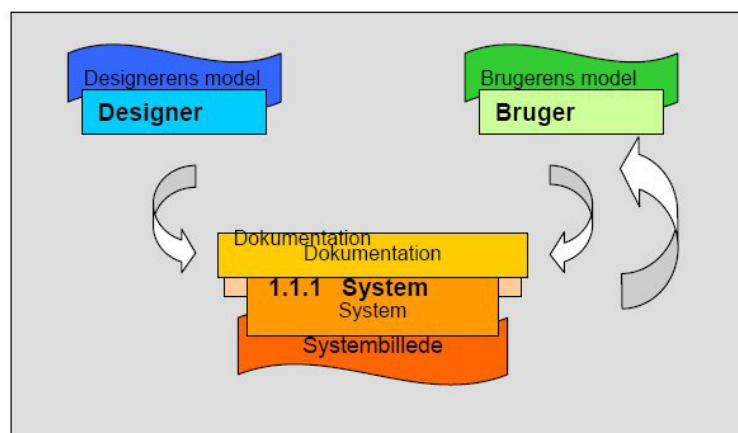 Designerens model
Designer
Brugerens model
Bruger
Dokumentation
Dokumentation
1.1.1 System
System
Systembillede